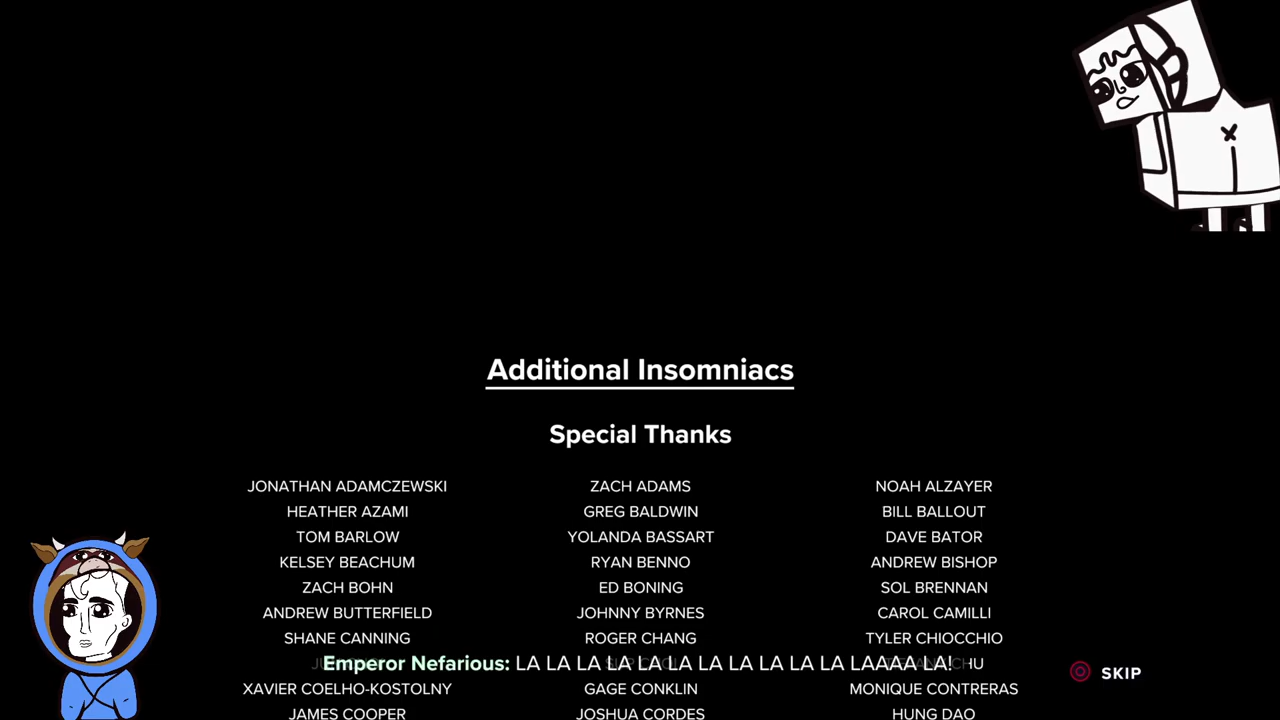 Additional Insomniacs
Special Thanks
JONATHAN ADAMCZEWSKI ZACH ADAMS NOAH ALZAYER
HEATHER AZAMI GREG BALDWIN BILL BALLOUT
TOM BARLOW YOLANDA BASSART DAVE BATOR
KELSEY BEACHUM RYAN BENNO ANDREW BISHOP
ZACH BOHN ED BONING SOL BRENNAN
ANDREW BUTTERFIELD JOHNNY BYRNES CAROL CAMILLI
SHANE CANNING ROGER CHANG TYLER CHIOCCHIO
Emperor Nefarious: LA LA LA LA LA LA LA LA LA LA LA LAAAA LA!
SKIP
XAVIER COELHO-KOSTOLNY GAGE CONKLIN MONIQUE CONTRERAS
JAMES COOPER JOSHUA CORDES HUNG DAO